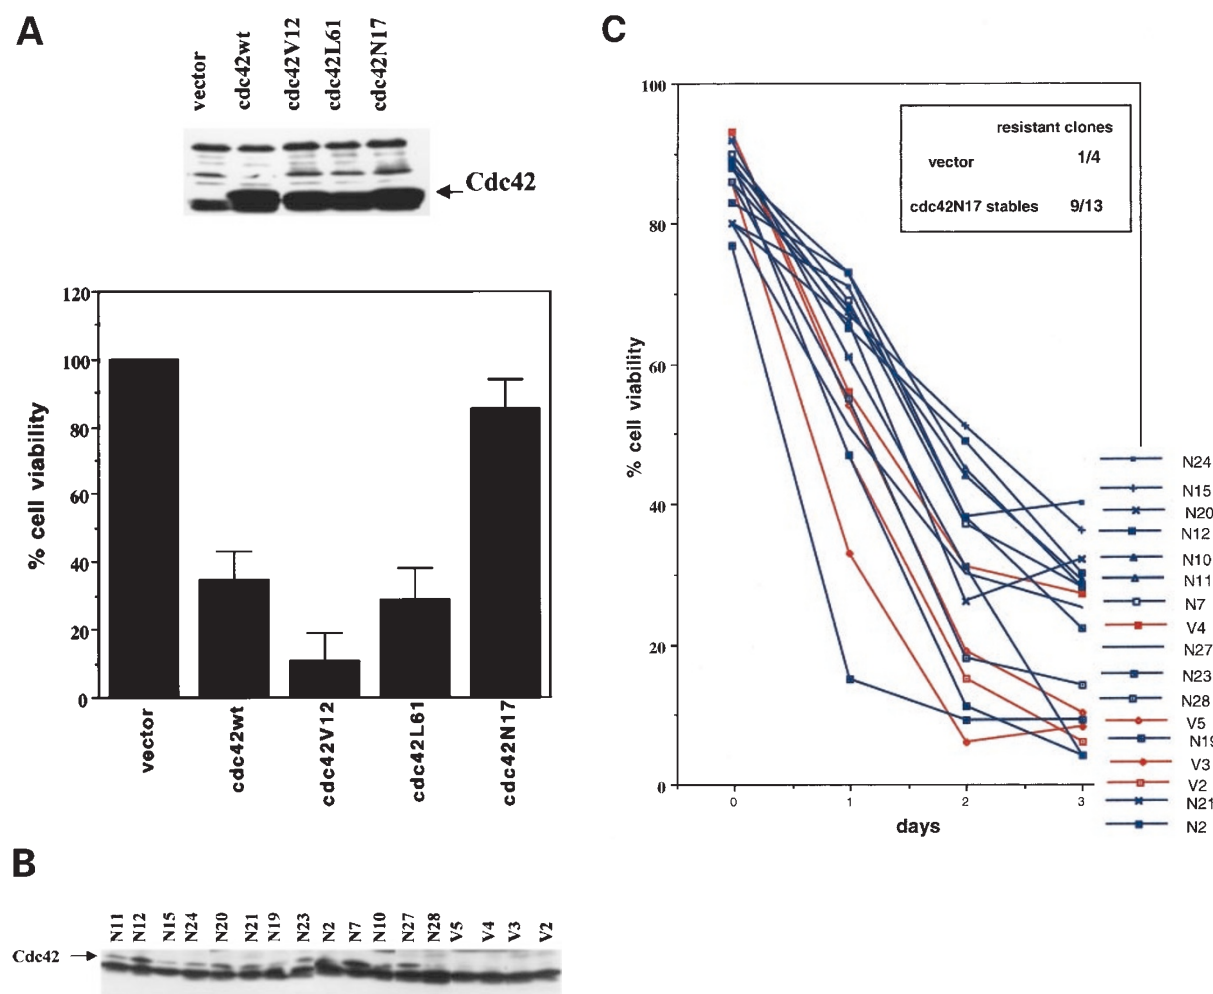 A
vector
cdc42wt
cdc42V12
cdc42L61
cdc42N17
Cdc42
120
100
80
60
40
20
0
% cell viability
vector
cdc42wt
cdc42V12
cdc42L61
cdc42N17
B
N11
N12
N15
N24
N20
N21
N19
N23
N2
N7
N10
N27
N28
V5
V4
V3
V2
Cdc42
C
100
80
60
40
20
0
% cell viability
resistant clones
vector 1/4
cdc42N17 stables 9/13
0 1 2 3
days
N24
N15
N20
N12
N10
N11
N7
V4
N27
N23
N28
V5
N19
V3
V2
N21
N2